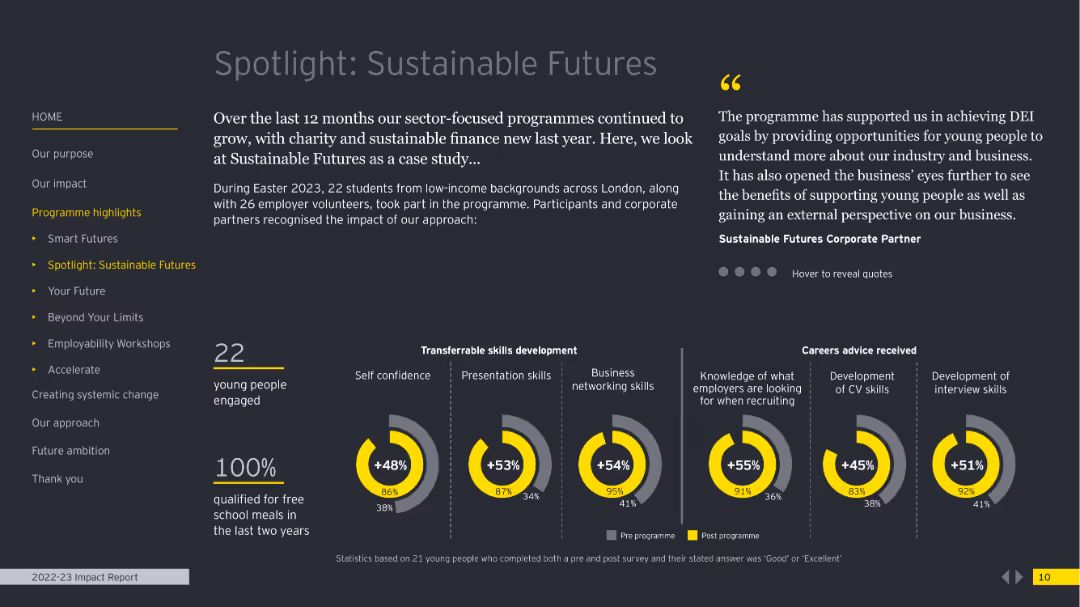 Spotlight: Sustainable Futures
HOME
Our purpose
Our impact
Programme highlights
Smart Futures
Spotlight: Sustainable Futures
Your Future
Beyond Your Limits
Employability Workshops
Accelerate
Creating systemic change
Our approach
Future ambition
Thank you
Over the last 12 months our sector-focused programmes continued to
grow, with charity and sustainable finance new last year. Here, we look
at Sustainable Futures as a case study...
During Easter 2023, 22 students from low-income backgrounds across London, along
with 26 employer volunteers, took part in the programme. Participants and corporate
partners recognised the impact of our approach:
“
The programme has supported us in achieving DEI
goals by providing opportunities for young people to
understand more about our industry and business.
It has also opened the business’ eyes further to see
the benefits of supporting young people as well as
gaining an external perspective on our business.
Sustainable Futures Corporate Partner
Hover to reveal quotes
22
young people
engaged
100%
qualified for free
school meals in
the last two years
Transferrable skills development
Self confidence
+48%
86%
38%
Presentation skills
+53%
87%
34%
Business
networking skills
+54%
95%
41%
Careers advice received
Knowledge of what
employers are looking
for when recruiting
+55%
91%
36%
Development
of CV skills
+45%
83%
38%
Development of
interview skills
+51%
92%
41%
Pre programme
Post programme
Statistics based on 21 young people who completed both a pre and post survey and their stated answer was ‘Good’ or ‘Excellent’
2022-23 Impact Report
10